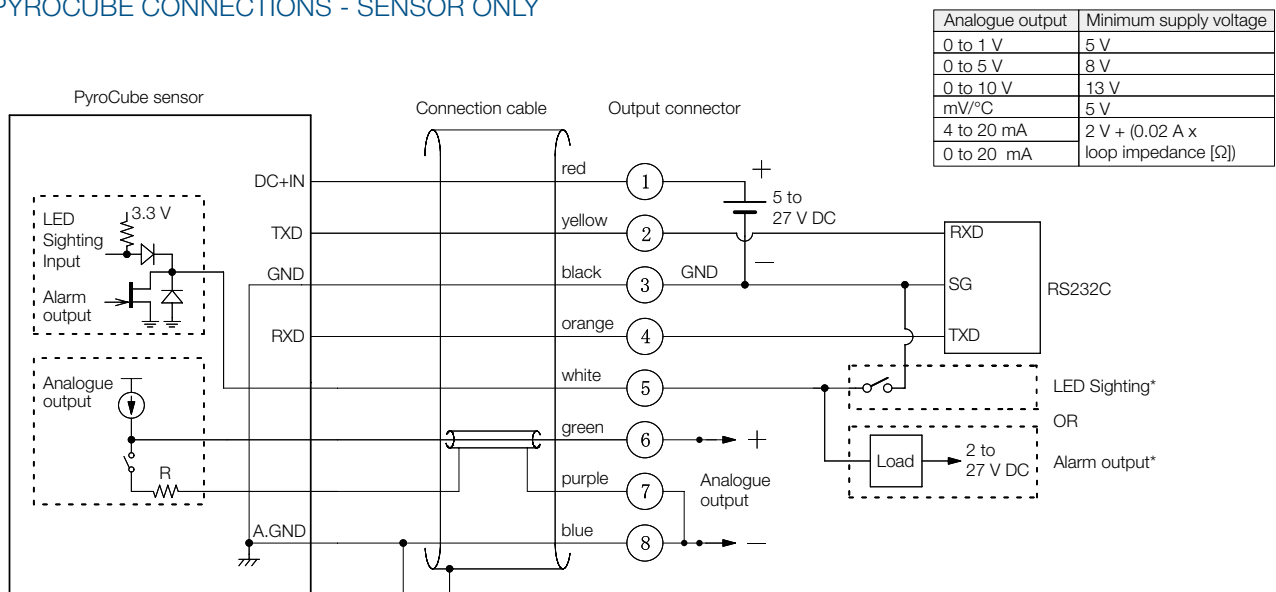 PYROCUBE CONNECTIONS - SENSOR ONLY
Analogue output Minimum supply voltage
0 to 1 V 5 V
0 to 5 V 8 V
0 to 10 V 13 V
mV/°C 5 V
4 to 20 mA 2 V + (0.02 A x
0 to 20 mA loop impedance [Ω])
PyroCube sensor
Connection cable
Output connector
LED
Sighting
Input
3.3 V
Alarm
output
Analogue
output
R
DC+IN
TXD
GND
RXD
A.GND
red
yellow
black
orange
white
green
purple
blue
1
2
3
4
5
6
7
8
+
5 to
27 V DC
—
GND
RXD
SG
TXD
RS232C
LED Sighting*
OR
Load
2 to
27 V DC
Alarm output*
+
Analogue
output
—